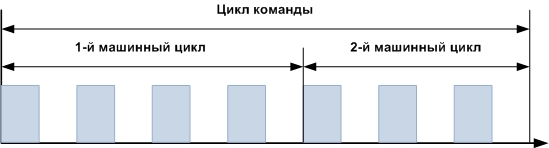 Цикл команды
1-й машинный цикл
2-й машинный цикл